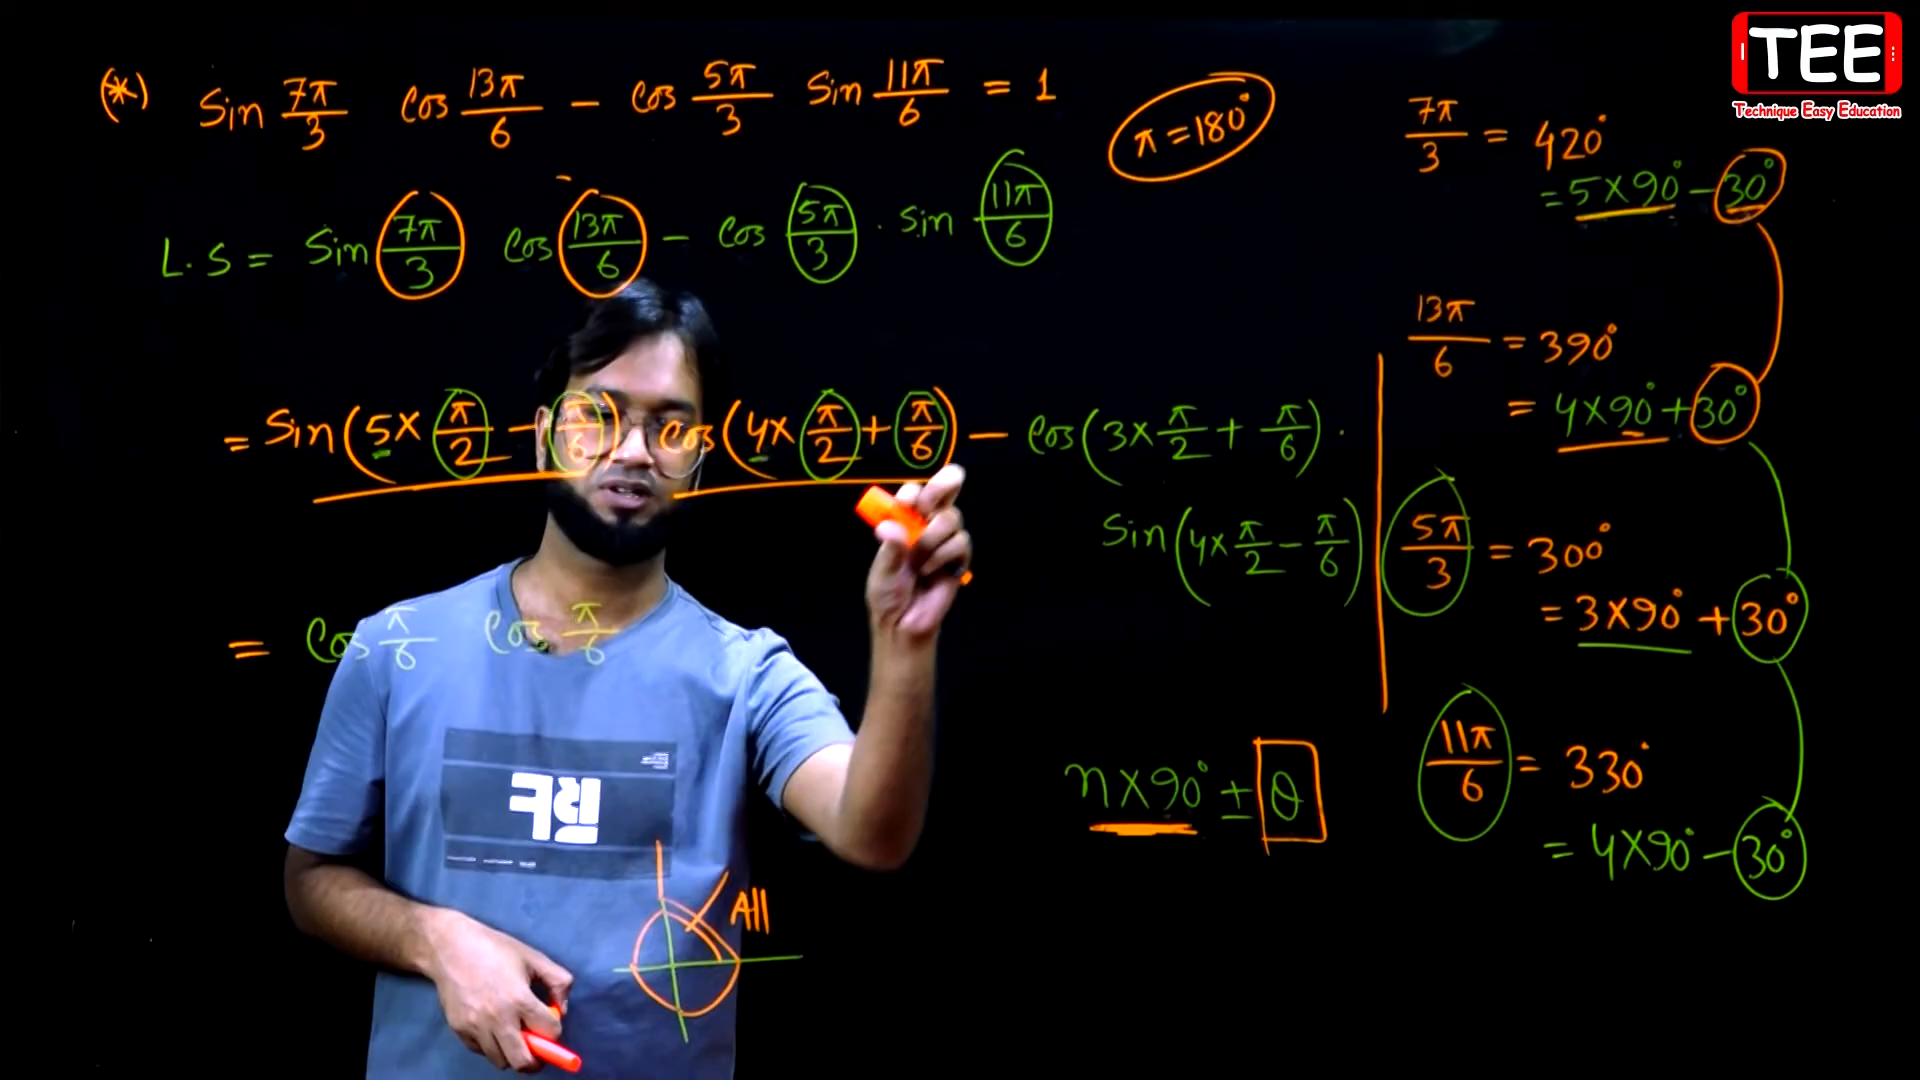 (*) Sin 7π/3 Cos 13π/6 − Cos 5π/3 Sin 11π/6 = 1
L.S = Sin 7π/3 Cos 13π/6 − Cos 5π/3 · Sin 11π/6
= Sin(5×π/2 − π/6) Cos(4×π/2 + π/6) − Cos(3×π/2 + π/6) ·
Sin(4×π/2 − π/6)
= Cos π/6 Cos π/6
π = 180°
n×90° ± θ
All
RF
7π/3 = 420°
= 5×90° − 30°
13π/6 = 390°
= 4×90° + 30°
5π/3 = 300°
= 3×90° + 30°
11π/6 = 330°
= 4×90° − 30°
TEE
Technique Easy Education